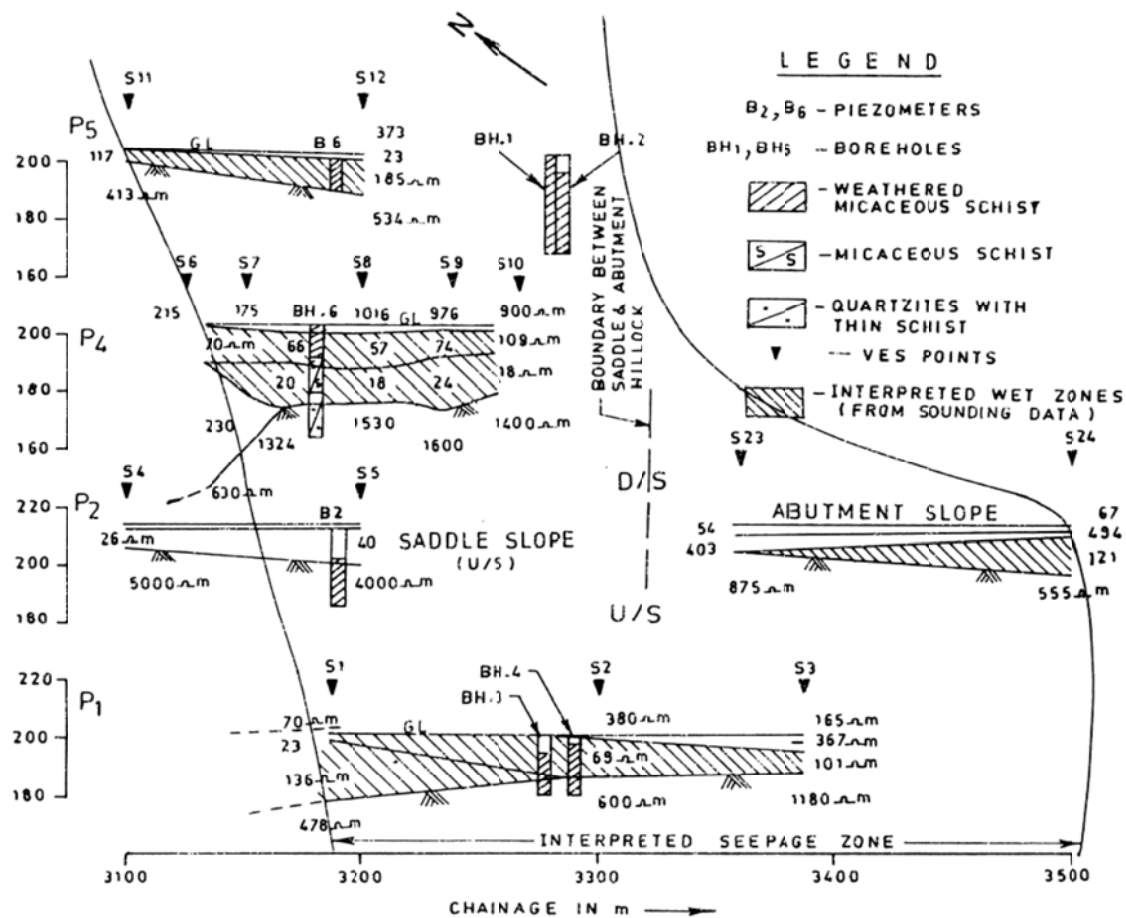 N
LEGEND
B2, B6 - PIEZOMETERS
BH1, BH6 - BOREHOLES
- WEATHERED
MICACEOUS SCHIST
S S
- MICACEOUS SCHIST
- QUARTZITES WITH
THIN SCHIST
--- VES POINTS
- INTERPRETED WET ZONES
(FROM SOUNDING DATA)
S11
S12
P5
GL
B6
373
BH.1
BH.2
200
117
23
185 Ωm
180
413 Ωm
534 Ωm
160
BOUNDARY BETWEEN
SADDLE & ABUTMENT
HILLOCK
S6
S7
S8
S9
S10
215
175
BH.6
1016
GL
976
900 Ωm
P4
200
70 Ωm
66
57
74
109 Ωm
180
20
S
18
24
18 Ωm
160
230
1324
1530
1600
1400 Ωm
S4
630 Ωm
S5
S23
S24
D/S
P2
220
B2
ABUTMENT SLOPE
67
26 Ωm
40
SADDLE SLOPE
(U/S)
54
494
200
403
121
5000 Ωm
4000 Ωm
875 Ωm
555 Ωm
180
U/S
P1
220
S1
BH.4
BH.3
S2
S3
70 Ωm
GL
380 Ωm
165 Ωm
200
23
367 Ωm
136 Ωm
69 Ωm
101 Ωm
180
478 Ωm
600 Ωm
1180 Ωm
INTERPRETED SEEPAGE ZONE
3100
3200
3300
3400
3500
CHAINAGE IN m